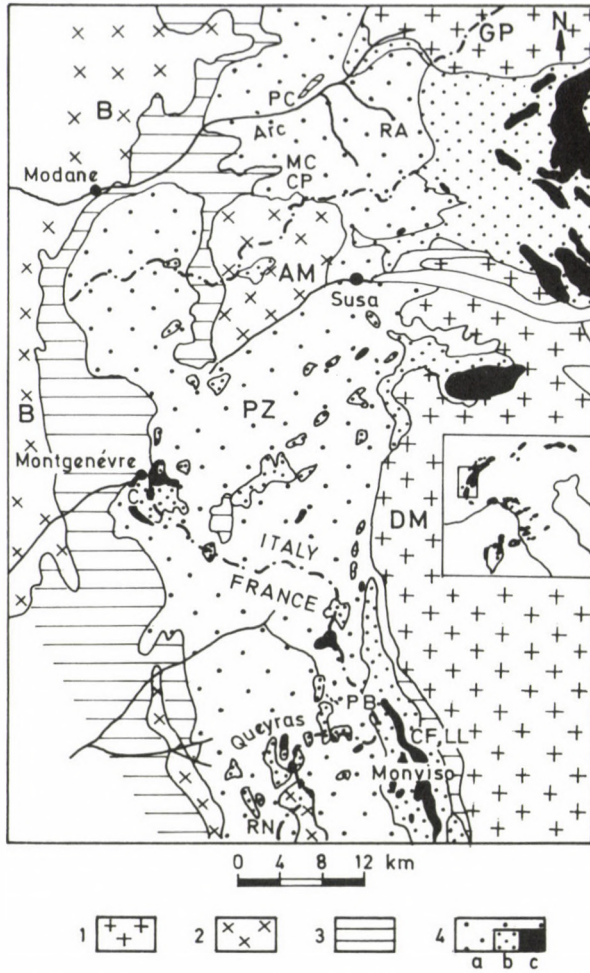 GP
N
PC
B
Arc
RA
Modane
MC
CP
AM
Susa
B
PZ
Montgenévre
C
DM
ITALY
FRANCE
PB
Queyras
CF, LL
Monviso
RN
0 4 8 12 km
1 2 3 4
a b c